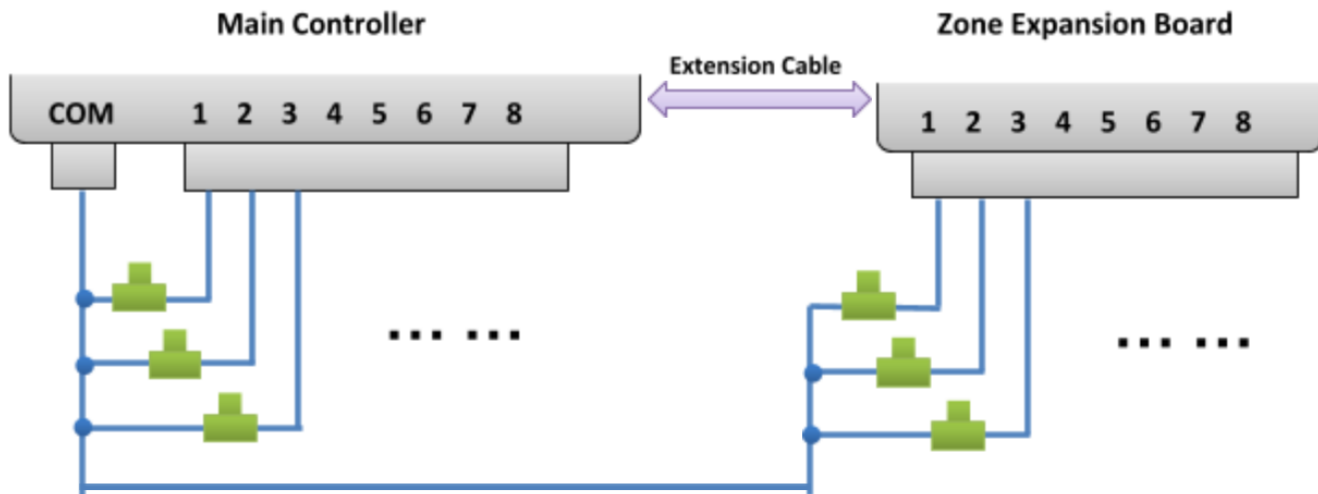 Main Controller
Zone Expansion Board
Extension Cable
COM 1 2 3 4 5 6 7 8
1 2 3 4 5 6 7 8
... ...
... ...